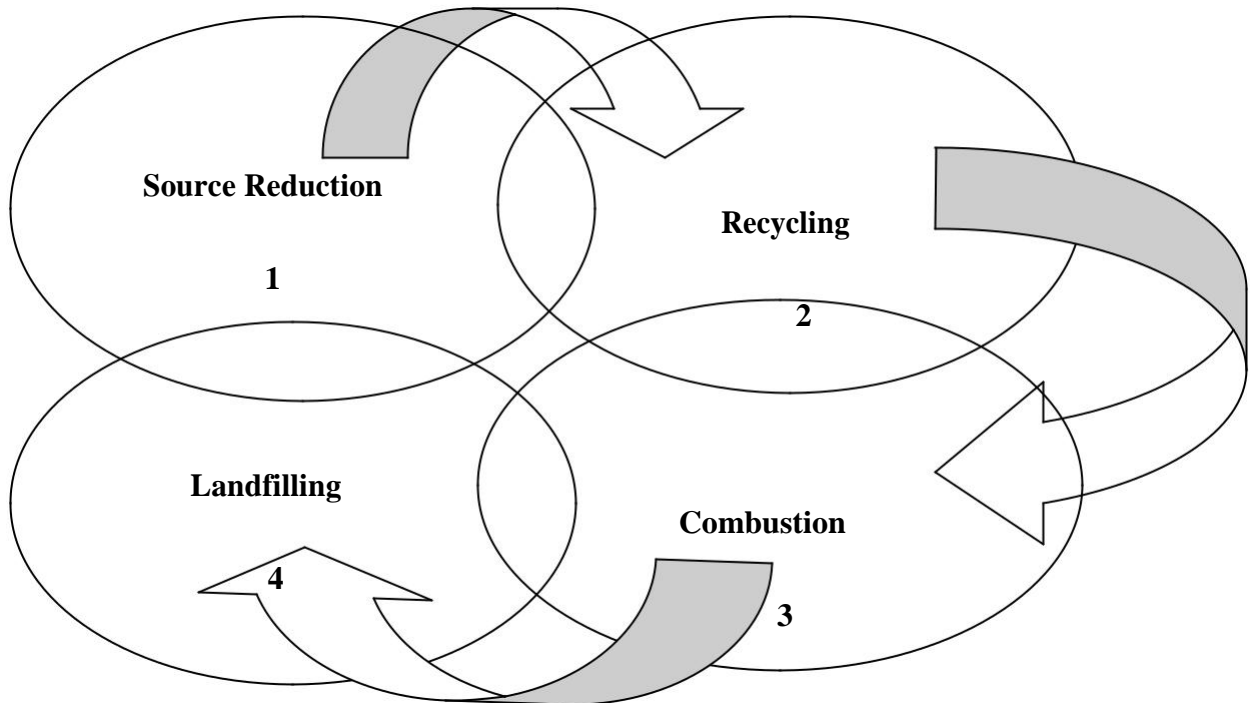 Source Reduction
1
Recycling
2
Landfilling
4
Combustion
3